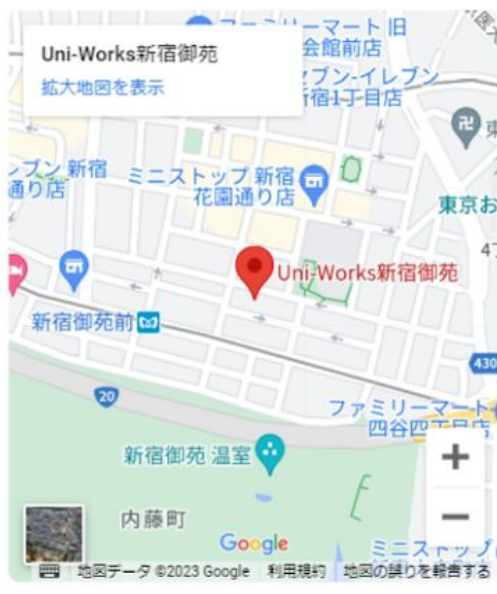 ファミリーマート 旧
会館前店
Uni-Works新宿御苑
拡大地図を表示
ブン-イレブン
宿1丁目店
卍
ブン 新宿
通り店
ミニストップ 新宿
花園通り店
東京お
Uni-Works新宿御苑
新宿御苑前
430
20
ファミリーマート
四谷四丁目店
新宿御苑 温室
内藤町
Google
ミニストップ
地図データ ©2023 Google
利用規約
地図の誤りを報告する